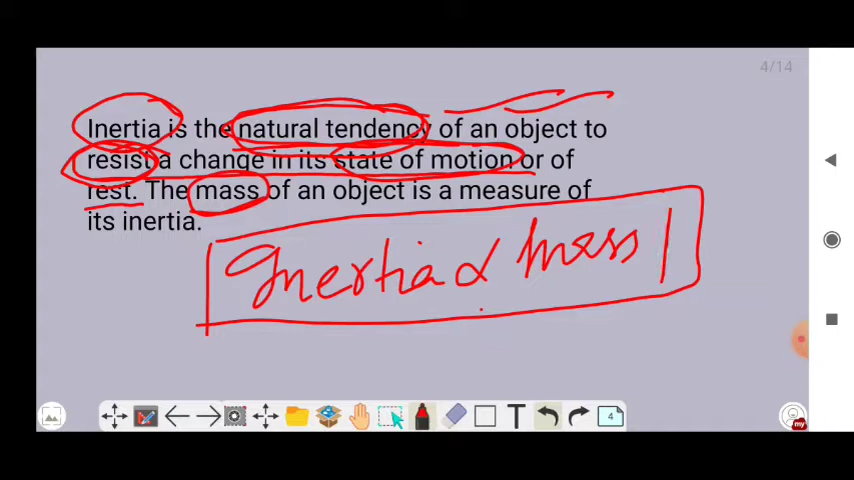 4/14
Inertia is the natural tendency of an object to
resist a change in its state of motion or of
rest. The mass of an object is a measure of
its inertia.
Inertia ∝ Mass
T
4
my